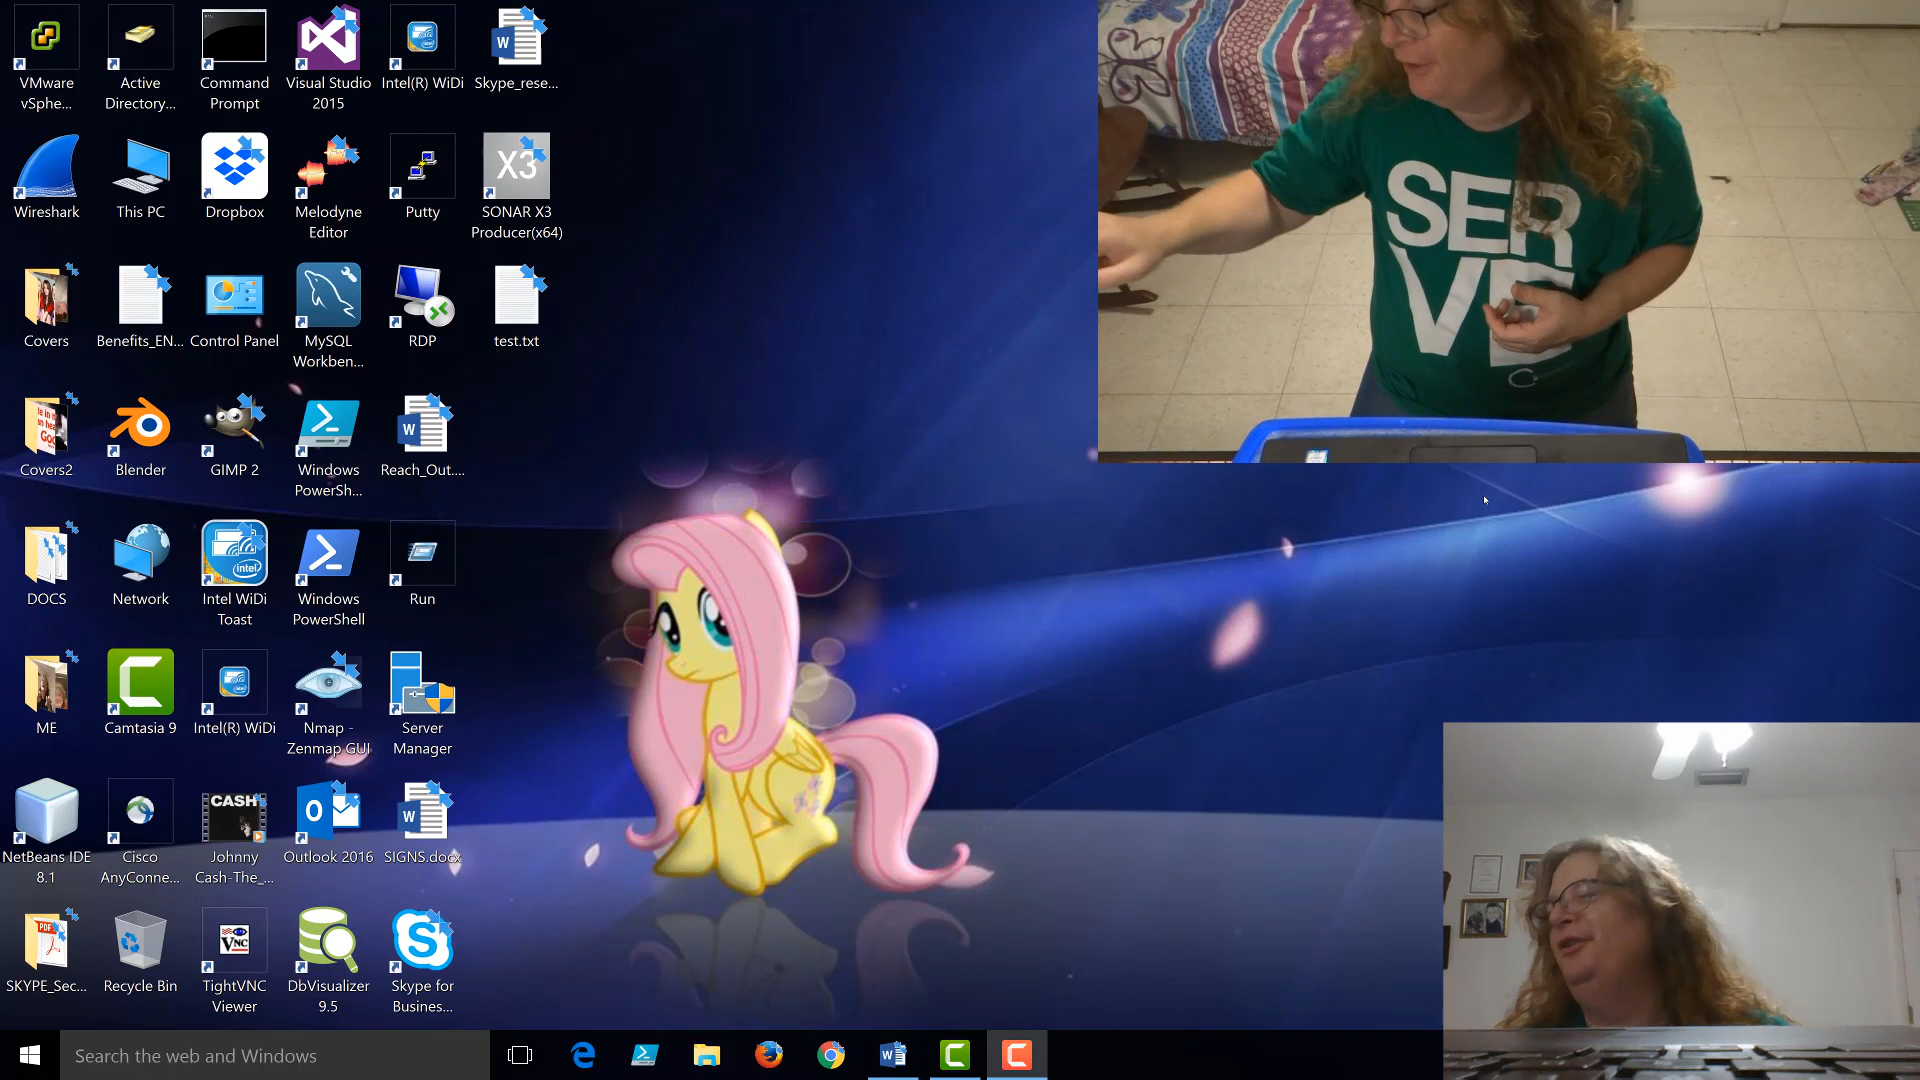 VMware
vSphe...
Active
Directory...
Command
Prompt
Visual Studio
2015
Intel(R) WiDi
Skype_rese...
Wireshark
This PC
Dropbox
Melodyne
Editor
Putty
X3
SONAR X3
Producer(x64)
Covers
Benefits_EN...
Control Panel
MySQL
Workben...
RDP
test.txt
Covers2
Blender
GIMP 2
Windows
PowerSh...
Reach_Out....
DOCS
Network
intel
Intel WiDi
Toast
Windows
PowerShell
Run
ME
Camtasia 9
Intel(R) WiDi
Nmap -
Zenmap GUI
Server
Manager
NetBeans IDE
8.1
Cisco
AnyConne...
CASH
Johnny
Cash-The_...
Outlook 2016
SIGNS.docx
PDF
SKYPE_Sec...
Recycle Bin
VNC
TightVNC
Viewer
DbVisualizer
9.5
Skype for
Busines...
Search the web and Windows
SER
VE